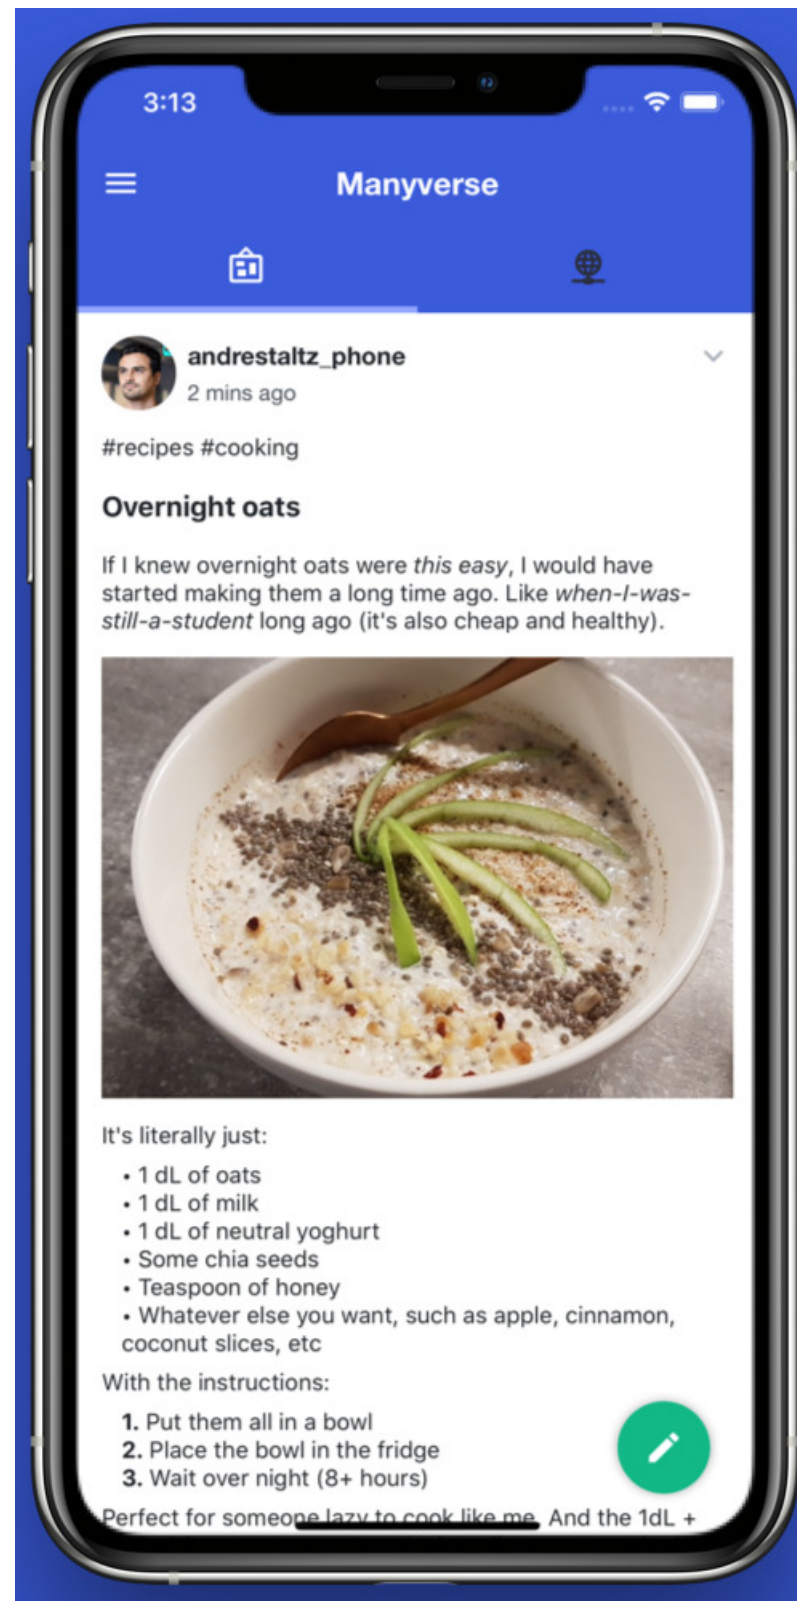 3:13
Manyverse
andrestaltz_phone
2 mins ago
#recipes #cooking
Overnight oats
If I knew overnight oats were this easy, I would have
started making them a long time ago. Like when-I-was-
still-a-student long ago (it's also cheap and healthy).
It's literally just:
• 1 dL of oats
• 1 dL of milk
• 1 dL of neutral yoghurt
• Some chia seeds
• Teaspoon of honey
• Whatever else you want, such as apple, cinnamon,
coconut slices, etc
With the instructions:
1. Put them all in a bowl
2. Place the bowl in the fridge
3. Wait over night (8+ hours)
Perfect for someone lazy to cook like me. And the 1dL +